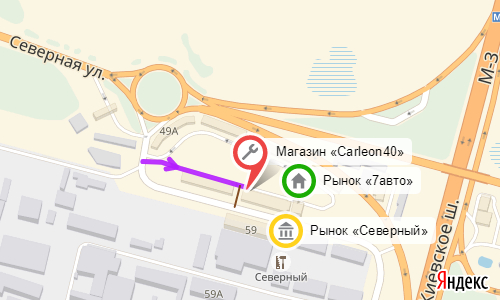 М
Северная ул.
М-3
49А
Магазин «Carleon40»
Рынок «7авто»
Киевское ш.
59
Рынок «Северный»
Северный
59А
Яндекс